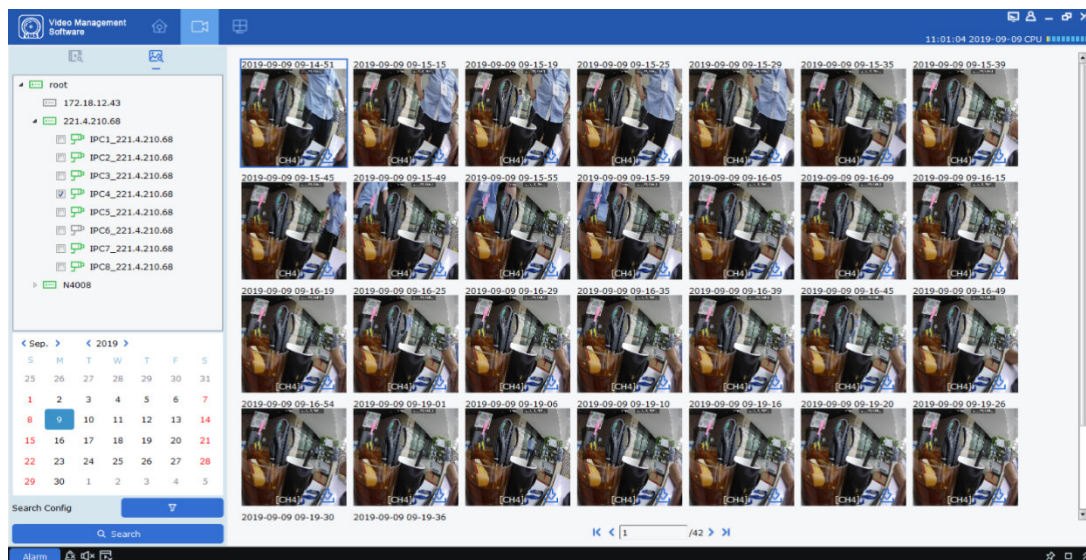 Video Management
Software
11:01:04 2019-09-09 CPU
root
172.18.12.43
221.4.210.68
IPC1_221.4.210.68
IPC2_221.4.210.68
IPC3_221.4.210.68
IPC4_221.4.210.68
IPC5_221.4.210.68
IPC6_221.4.210.68
IPC7_221.4.210.68
IPC8_221.4.210.68
N4008
Sep. 2019
S M T W T F S
25 26 27 28 29 30 31
1 2 3 4 5 6 7
8 9 10 11 12 13 14
15 16 17 18 19 20 21
22 23 24 25 26 27 28
29 30 1 2 3 4 5
Search Config
Search
Alarm
2019-09-09 09-14-51 2019-09-09 09-15-15 2019-09-09 09-15-19 2019-09-09 09-15-25 2019-09-09 09-15-29 2019-09-09 09-15-35 2019-09-09 09-15-39
[CH4] [CH4] [CH4] [CH4] [CH4] [CH4] [CH4]
2019-09-09 09-15-45 2019-09-09 09-15-49 2019-09-09 09-15-55 2019-09-09 09-15-59 2019-09-09 09-16-05 2019-09-09 09-16-09 2019-09-09 09-16-15
[CH4] [CH4] [CH4] [CH4] [CH4] [CH4] [CH4]
2019-09-09 09-16-19 2019-09-09 09-16-25 2019-09-09 09-16-29 2019-09-09 09-16-35 2019-09-09 09-16-39 2019-09-09 09-16-45 2019-09-09 09-16-49
[CH4] [CH4] [CH4] [CH4] [CH4] [CH4] [CH4]
2019-09-09 09-16-54 2019-09-09 09-19-01 2019-09-09 09-19-06 2019-09-09 09-19-10 2019-09-09 09-19-16 2019-09-09 09-19-20 2019-09-09 09-19-26
[CH4] [CH4] [CH4] [CH4] [CH4] [CH4] [CH4]
2019-09-09 09-19-30 2019-09-09 09-19-36
1 /42